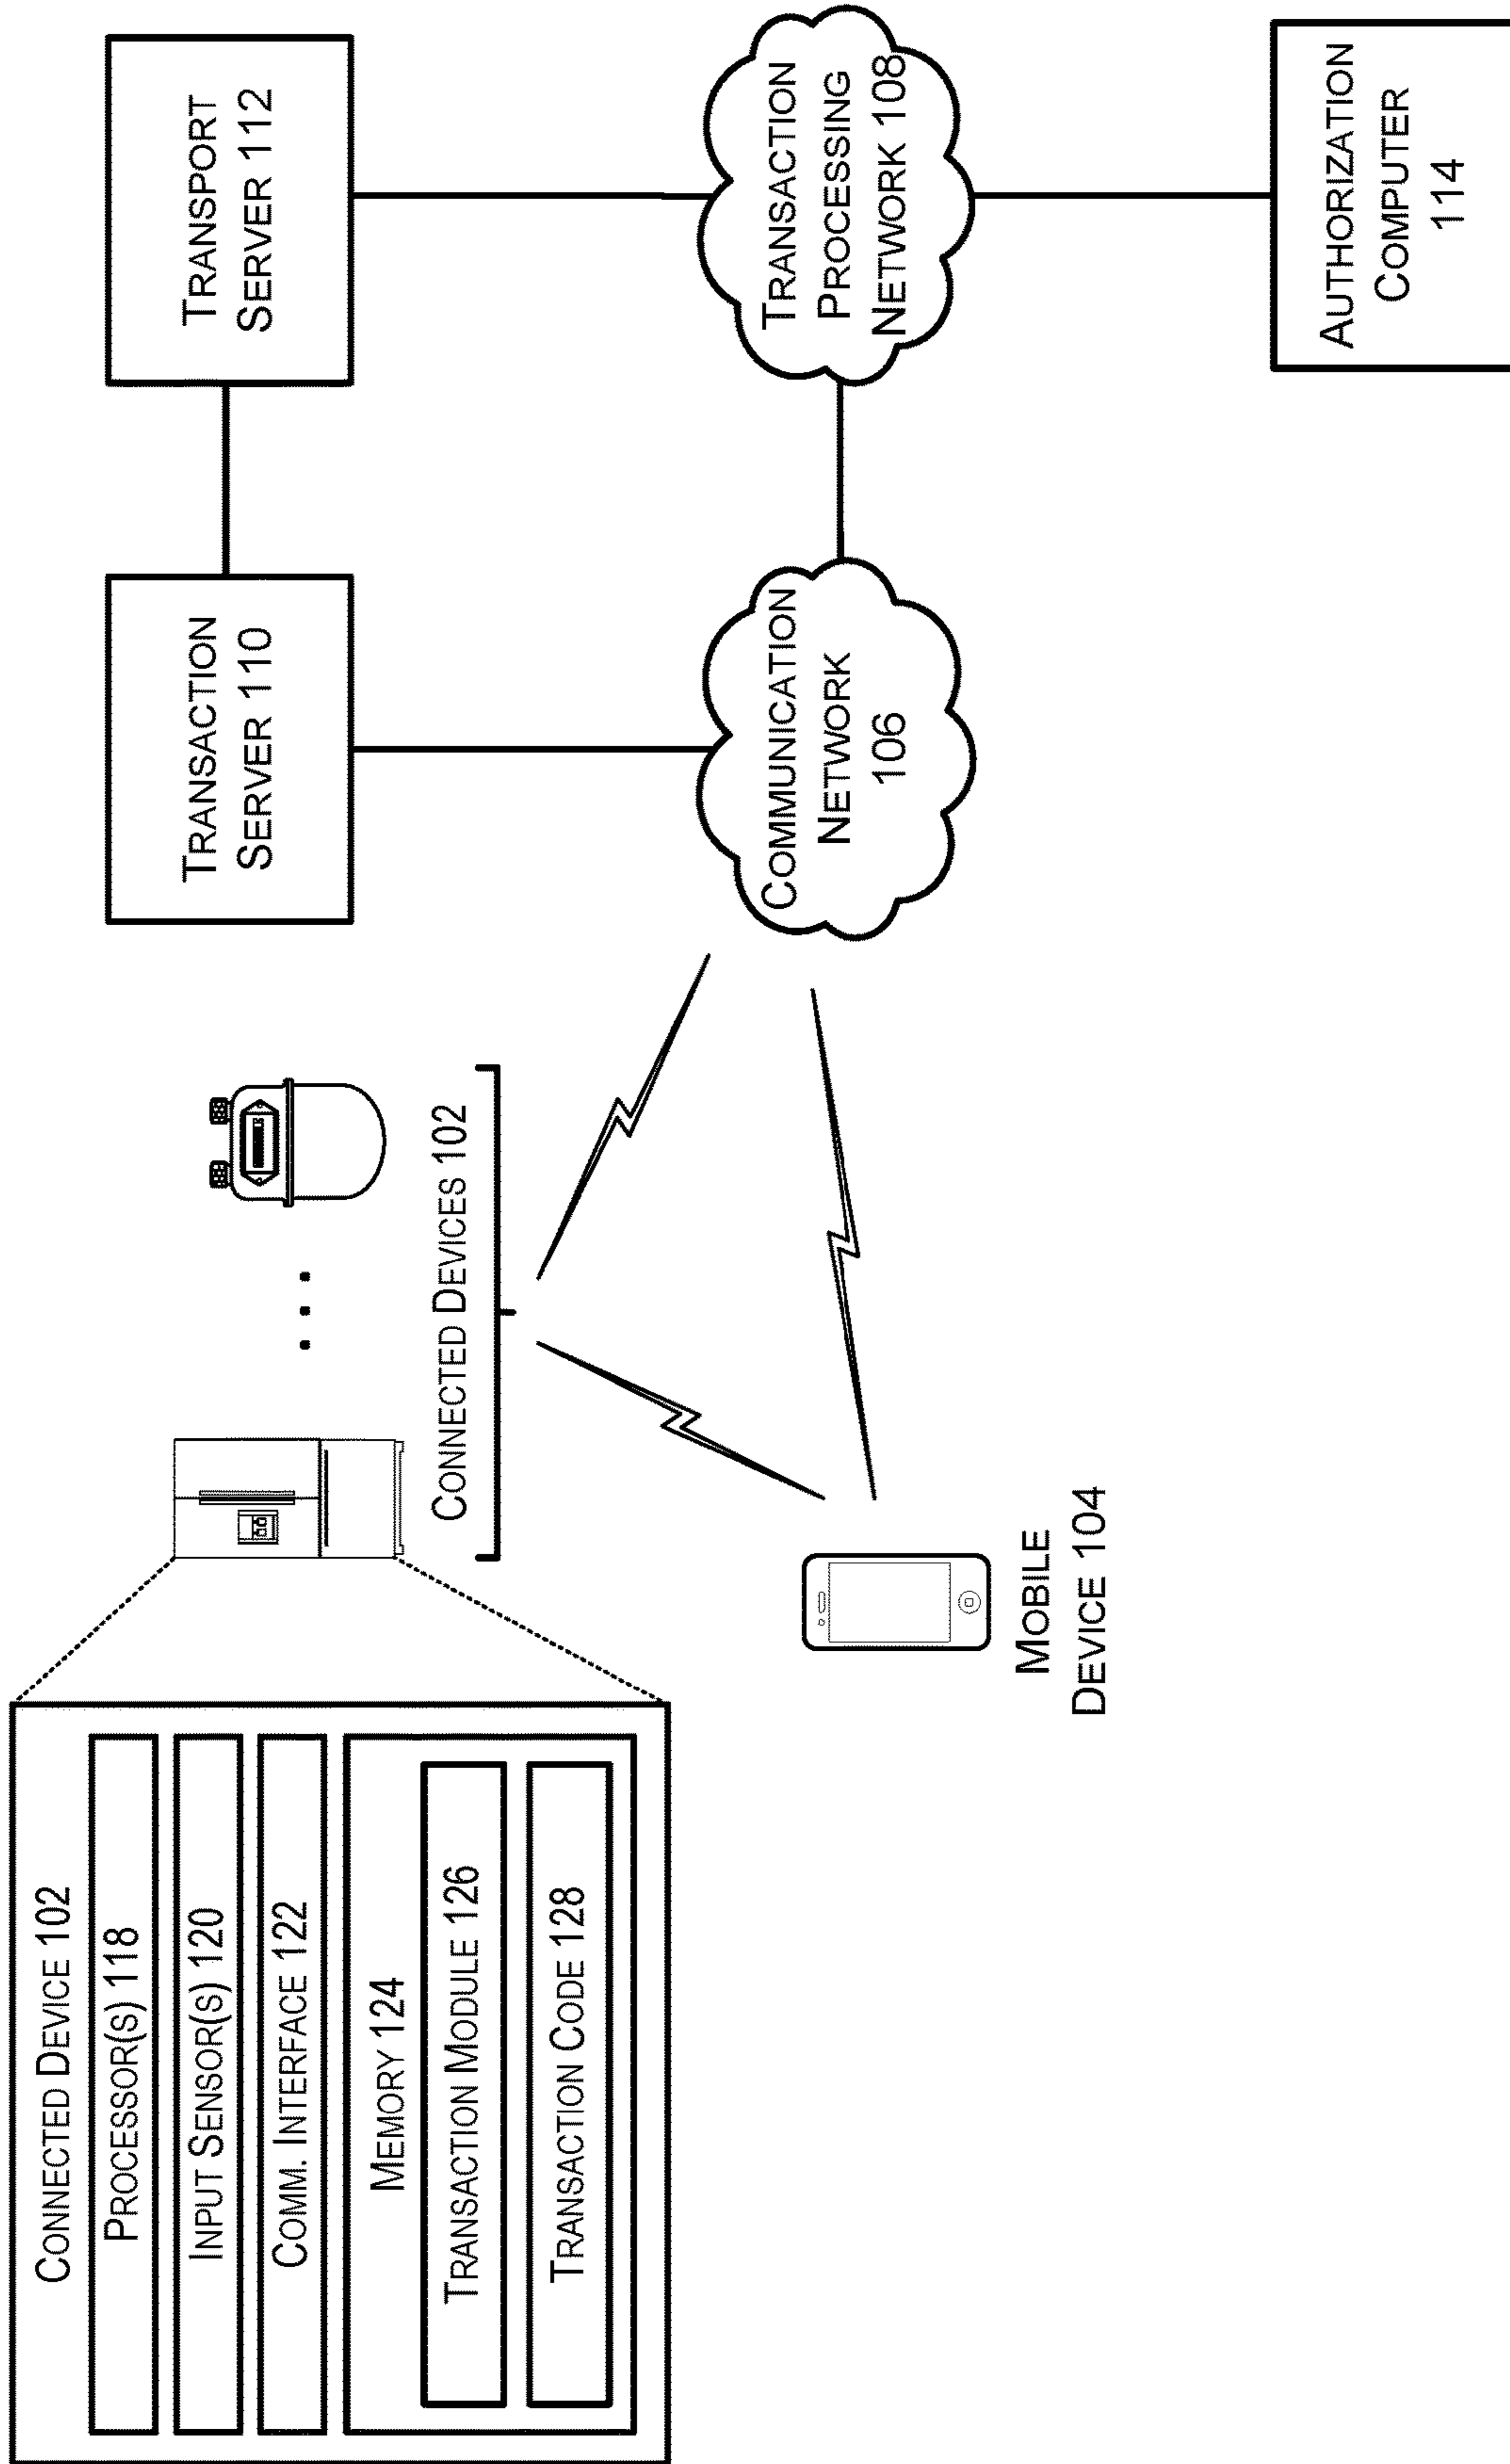 CONNECTED DEVICE 102
PROCESSOR(S) 118
INPUT SENSOR(S) 120
COMM. INTERFACE 122
MEMORY 124
TRANSACTION MODULE 126
TRANSACTION CODE 128
CONNECTED DEVICES 102
MOBILE
DEVICE 104
TRANSACTION
SERVER 110
TRANSPORT
SERVER 112
COMMUNICATION
NETWORK
106
TRANSACTION
PROCESSING
NETWORK 108
AUTHORIZATION
COMPUTER
114